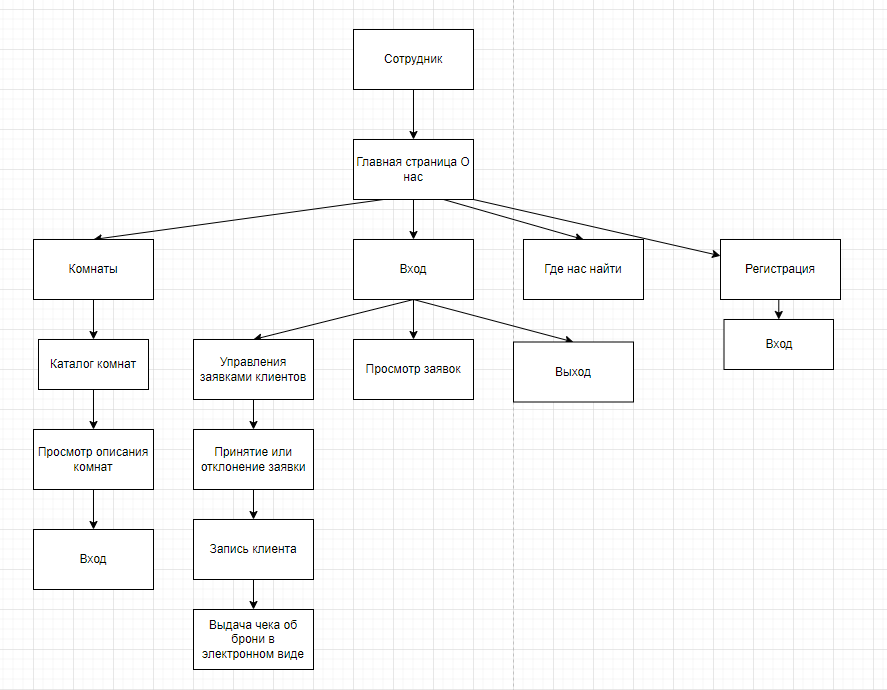 Сотрудник
Главная страница О
нас
Комнаты
Вход
Где нас найти
Регистрация
Каталог комнат
Управления
заявками клиентов
Просмотр заявок
Выход
Вход
Просмотр описания
комнат
Принятие или
отклонение заявки
Вход
Запись клиента
Выдача чека об
брони в
электронном виде